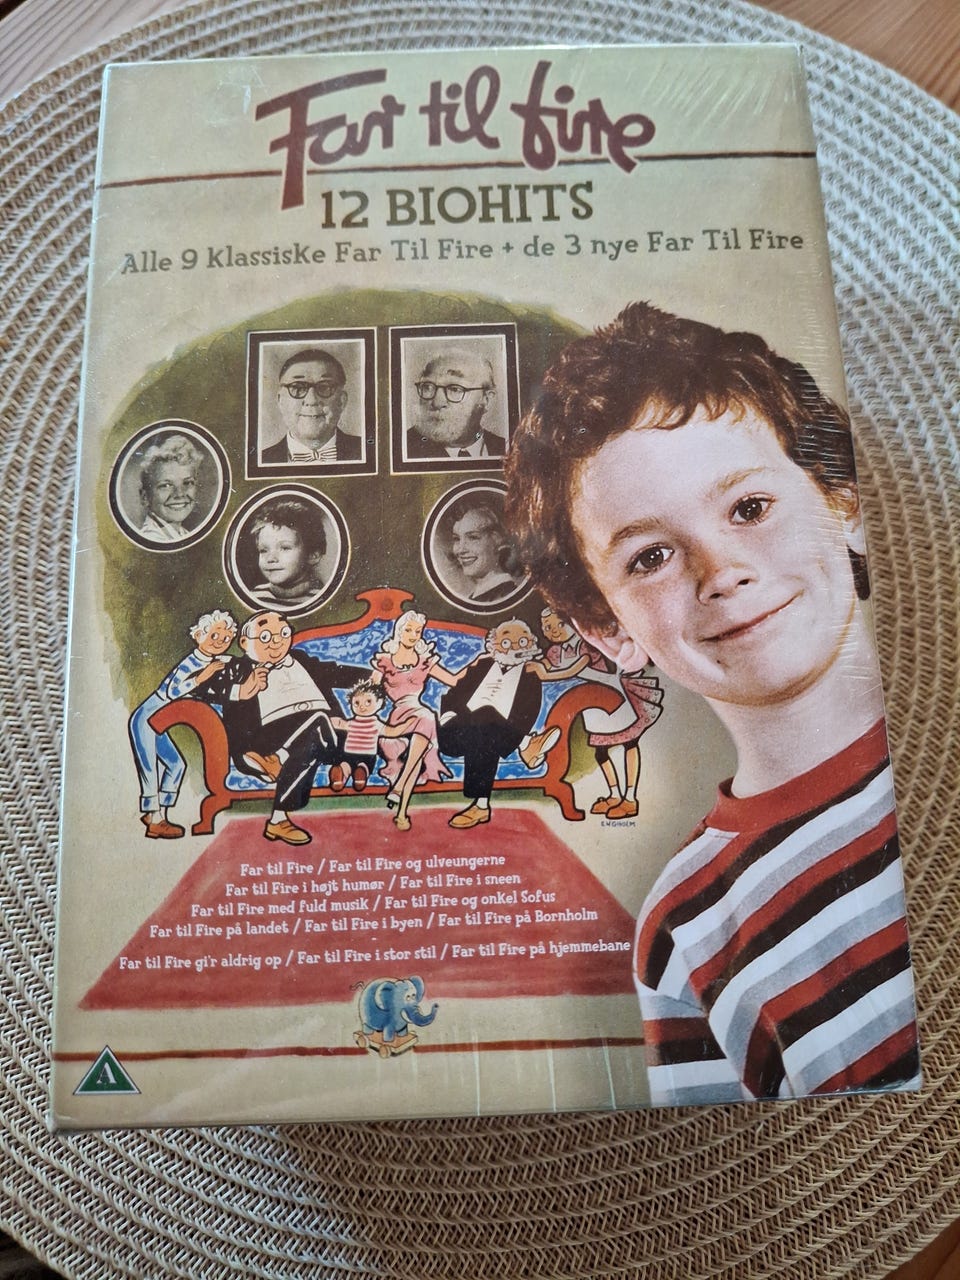 Far til fire
12 BIOHITS
Alle 9 klassiske Far Til Fire + de 3 nye Far Til Fire
E.W GIHOLM
Far til Fire / Far til Fire og ulveungerne
Far til Fire i højt humør / Far til Fire i sneen
Far til Fire med fuld musik / Far til Fire og onkel Sofus
Far til Fire på landet / Far til Fire i byen / Far til Fire på Bornholm
Far til Fire gi'r aldrig op / Far til Fire i stor stil / Far til Fire på hjemmebane
A